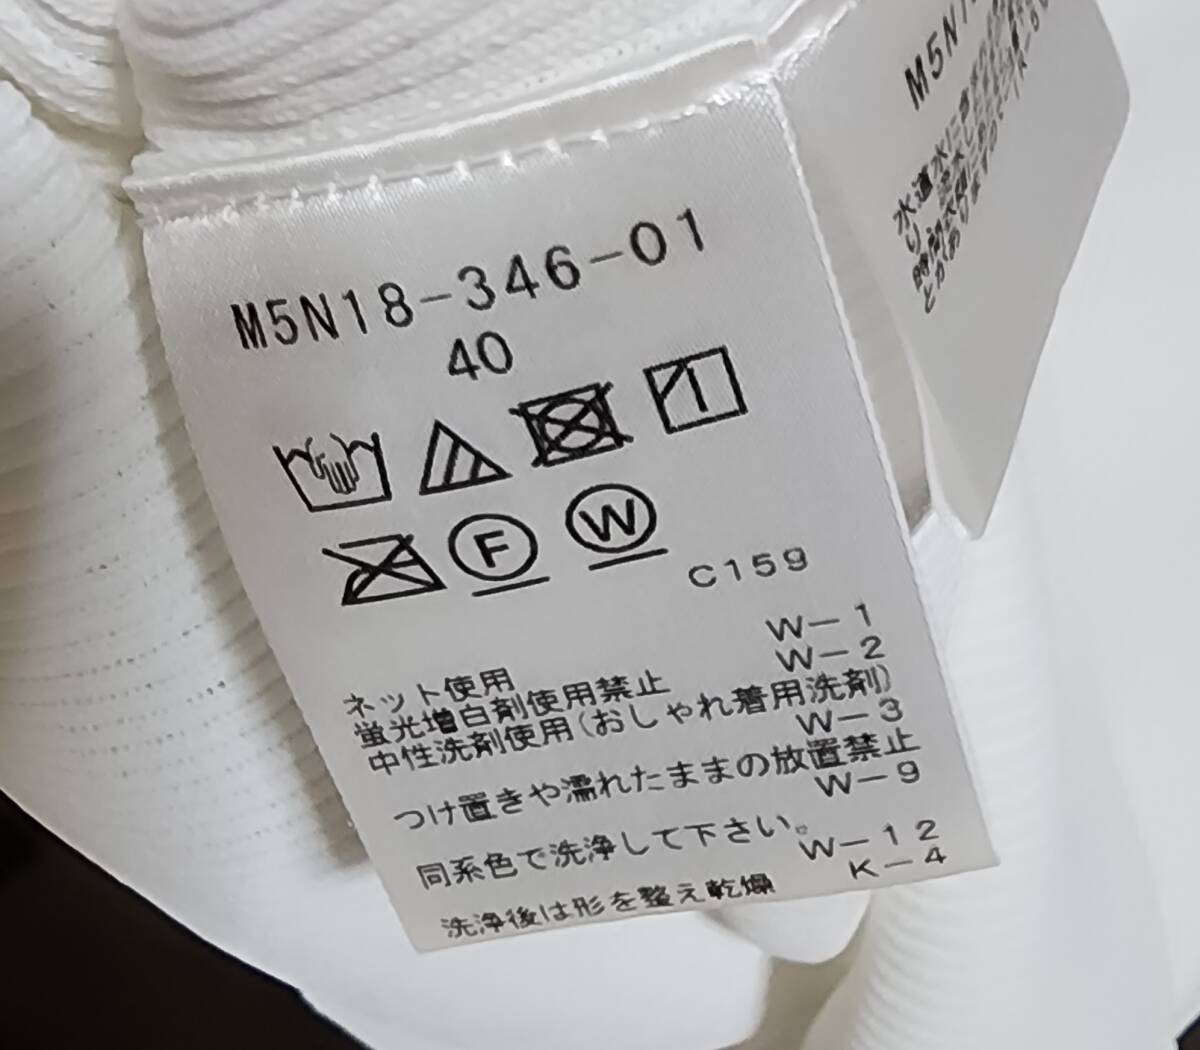 M5N18-346-01
40
F W
C159
W-1
ネット使用 W-2
蛍光増白剤使用禁止
中性洗剤使用(おしゃれ着用洗剤)
W-3
つけ置きや濡れたままの放置禁止
W-9
同系色で洗浄して下さい。
W-12
洗浄後は形を整え乾燥 K-4
M5N1
水道水に